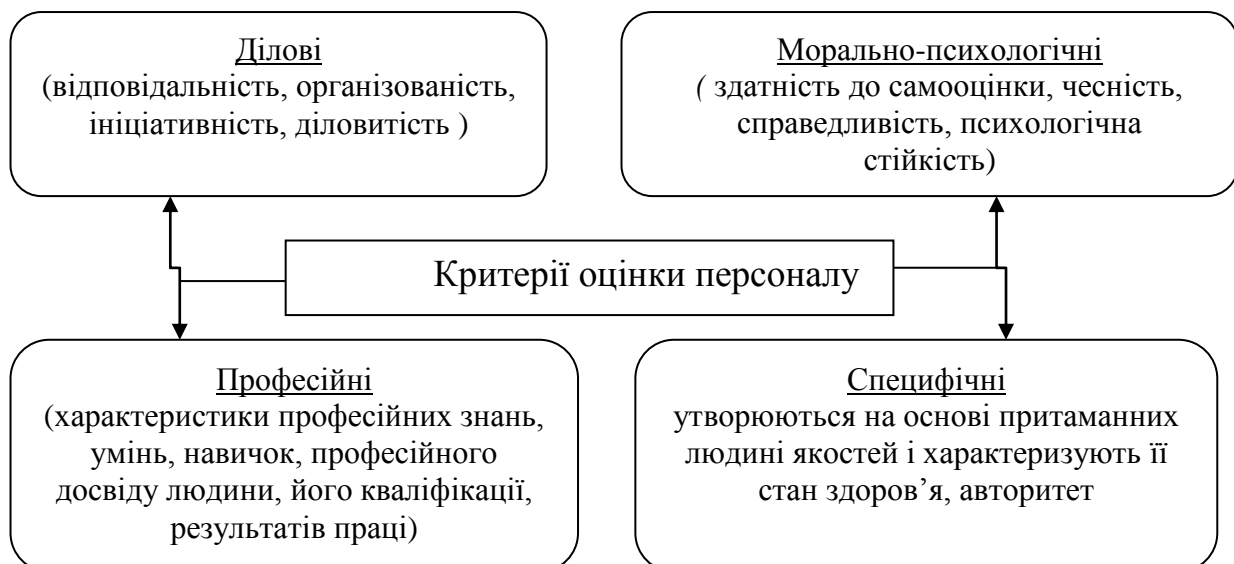 Ділові
(відповідальність, організованість,
ініціативність, діловитість )
Морально-психологічні
( здатність до самооцінки, чесність,
справедливість, психологічна
стійкість)
Критерії оцінки персоналу
Професійні
(характеристики професійних знань,
умінь, навичок, професійного
досвіду людини, його кваліфікації,
результатів праці)
Специфічні
утворюються на основі притаманних
людині якостей і характеризують її
стан здоров’я, авторитет